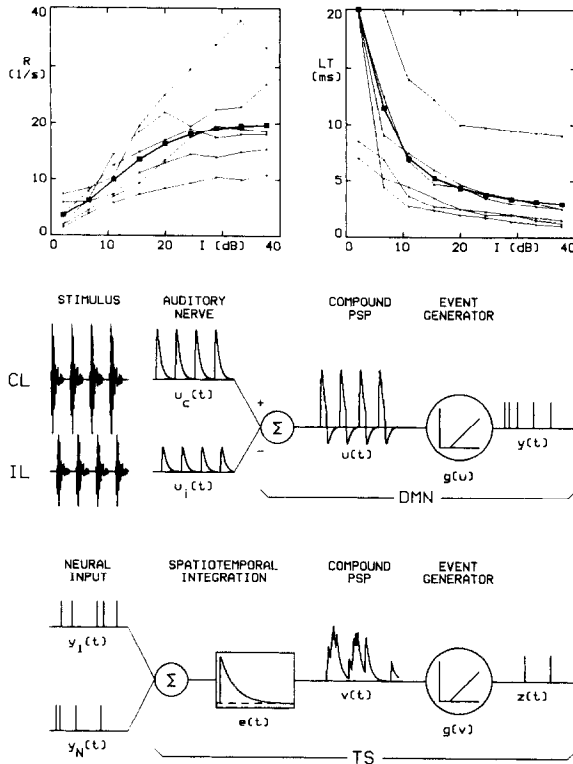 40
R
[1/s]
30
20
10
0
0 10 20 30 I [dB] 40
20
LT
[ms]
15
10
5
0
0 10 20 30 I [dB] 40
STIMULUS
AUDITORY
NERVE
COMPOUND
PSP
EVENT
GENERATOR
CL
u_c(t)
+
Σ
−
u(t)
g(u)
y(t)
IL
u_i(t)
DMN
NEURAL
INPUT
SPATIOTEMPORAL
INTEGRATION
COMPOUND
PSP
EVENT
GENERATOR
y_I(t)
Σ
e(t)
v(t)
g(v)
z(t)
y_N(t)
TS